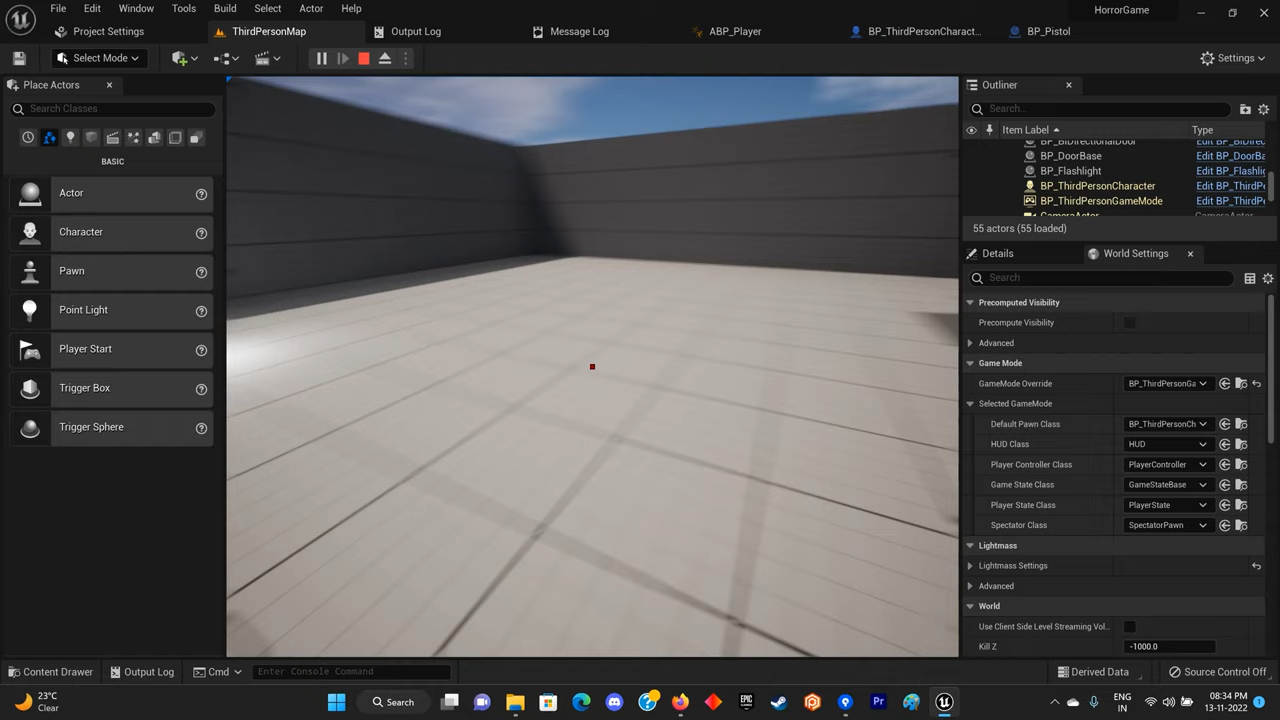 File Edit Window Tools Build Select Actor Help
HorrorGame
Project Settings
ThirdPersonMap
Output Log
Message Log
ABP_Player
BP_ThirdPersonCharact...
BP_Pistol
Select Mode
Settings
Place Actors
Search Classes
BASIC
Actor
Character
Pawn
Point Light
Player Start
Trigger Box
Trigger Sphere
Outliner
Search...
Item Label
Type
BP_BiDirectionalDoor Edit BP_BiDirec
BP_DoorBase Edit BP_DoorBa
BP_Flashlight Edit BP_Flashli
BP_ThirdPersonCharacter Edit BP_ThirdPe
BP_ThirdPersonGameMode Edit BP_ThirdPe
CameraActor CameraActor
55 actors (55 loaded)
Details
World Settings
Search
Precomputed Visibility
Precompute Visibility
Advanced
Game Mode
GameMode Override BP_ThirdPersonGa
Selected GameMode
Default Pawn Class BP_ThirdPersonCh
HUD Class HUD
Player Controller Class PlayerController
Game State Class GameStateBase
Player State Class PlayerState
Spectator Class SpectatorPawn
Lightmass
Lightmass Settings
Advanced
World
Use Client Side Level Streaming Vol...
Kill Z -1000.0
Content Drawer
Output Log
Cmd
Enter Console Command
Derived Data
Source Control Off
23°C
Clear
Search
EPIC
GAMES
Pr
ENG
IN
08:34 PM
13-11-2022